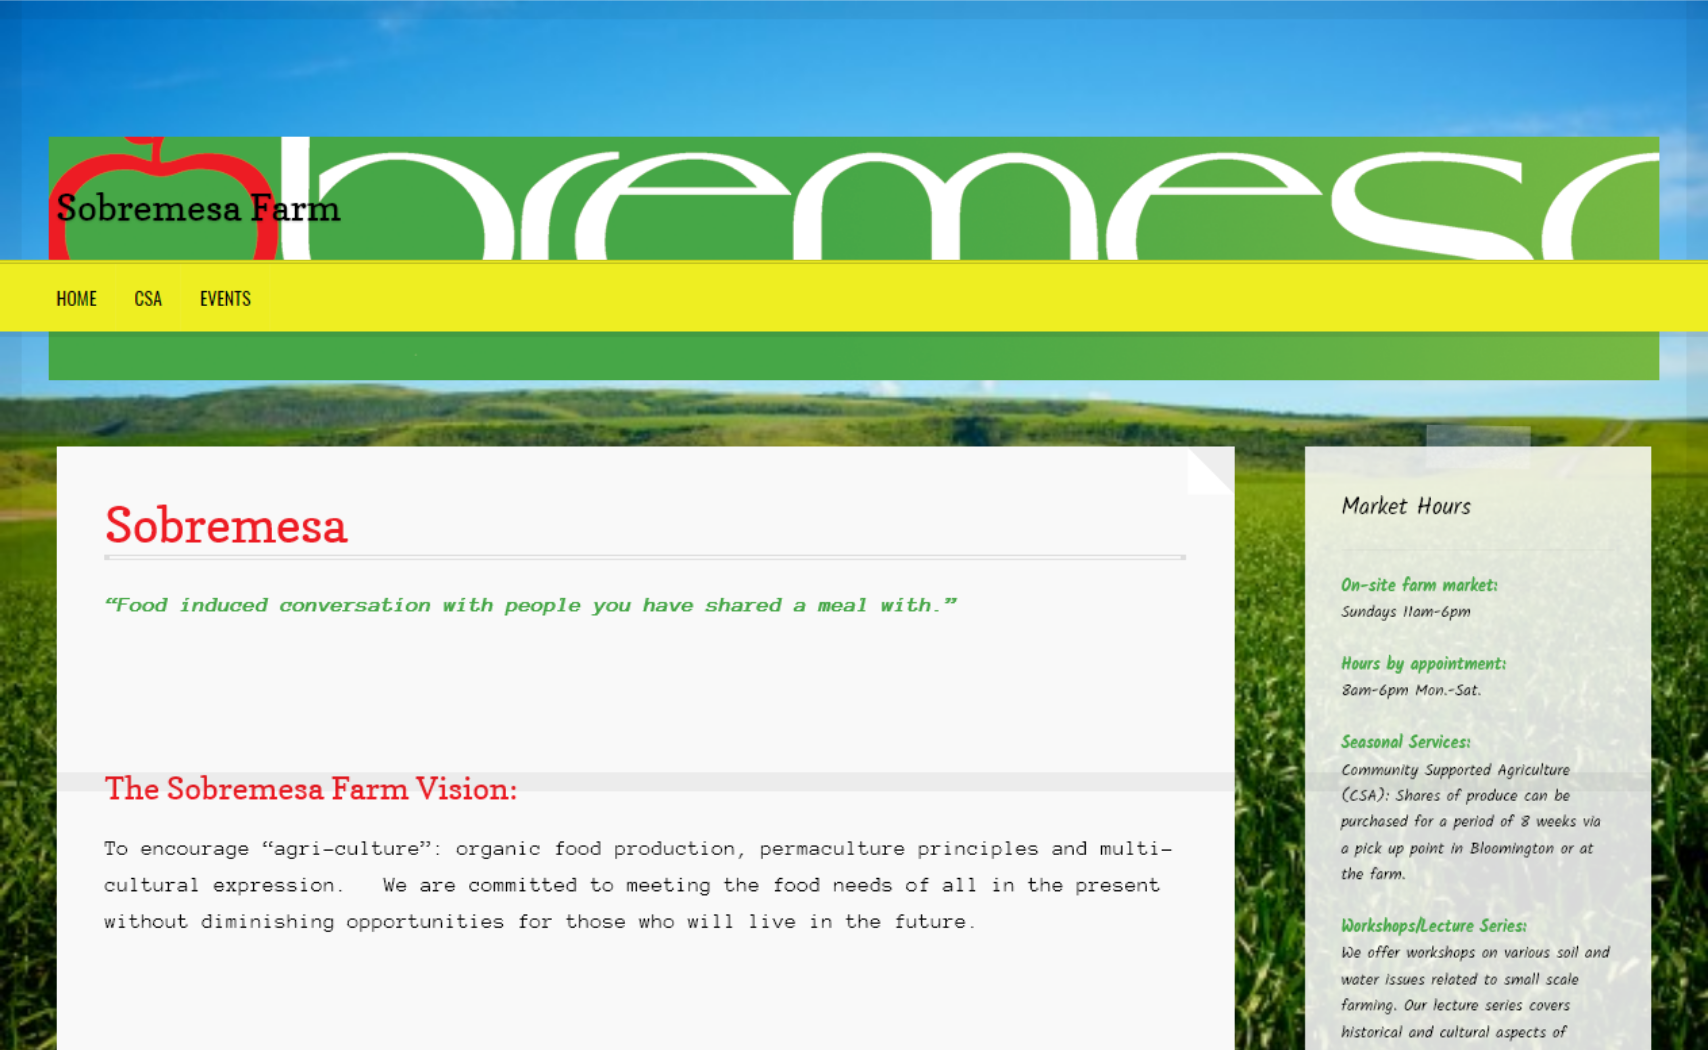 bremesa
Sobremesa Farm
HOME CSA EVENTS
Sobremesa
“Food induced conversation with people you have shared a meal with.”
The Sobremesa Farm Vision:
To encourage “agri-culture”: organic food production, permaculture principles and multi-
cultural expression. We are committed to meeting the food needs of all in the present
without diminishing opportunities for those who will live in the future.
Market Hours
On-site farm market:
Sundays 11am-6pm
Hours by appointment:
8am-6pm Mon.-Sat.
Seasonal Services:
Community Supported Agriculture
(CSA): Shares of produce can be
purchased for a period of 8 weeks via
a pick up point in Bloomington or at
the farm.
Workshops/Lecture Series:
We offer workshops on various soil and
water issues related to small scale
farming. Our lecture series covers
historical and cultural aspects of